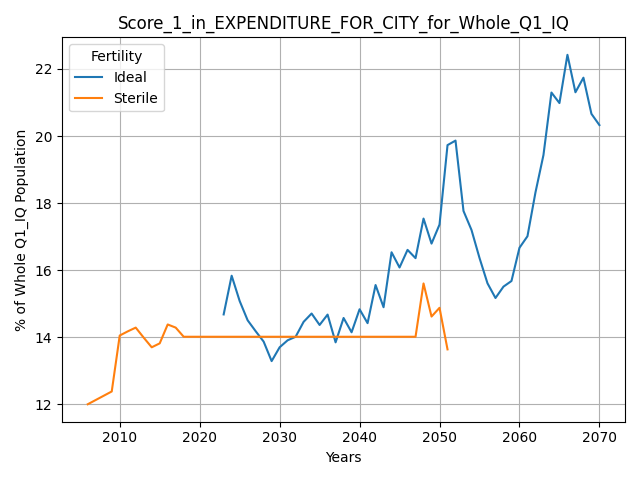 Score_1_in_EXPENDITURE_FOR_CITY_for_Whole_Q1_IQ
Fertility
Ideal
Sterile
% of Whole Q1_IQ Population
22
20
18
16
14
12
2010 2020 2030 2040 2050 2060 2070
Years